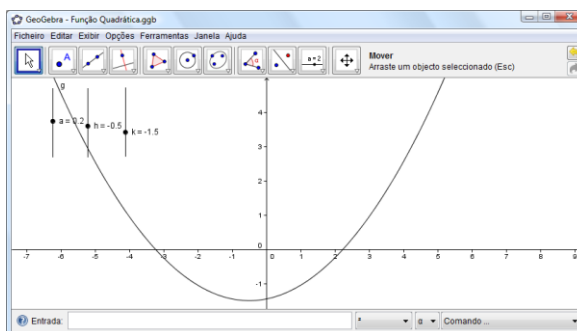 GeoGebra - Função Quadrática.ggb
Ficheiro Editar Exibir Opções Ferramentas Janela Ajuda
A
α
a = 2
Mover
Arraste um objecto seleccionado (Esc)
g
a = 0.2
h = -0.5
k = -1.5
4
3
2
1
0
-1
-7 -6 -5 -4 -3 -2 -1 0 1 2 3 4 5 6 7 8 9
Entrada:
α
Comando ...